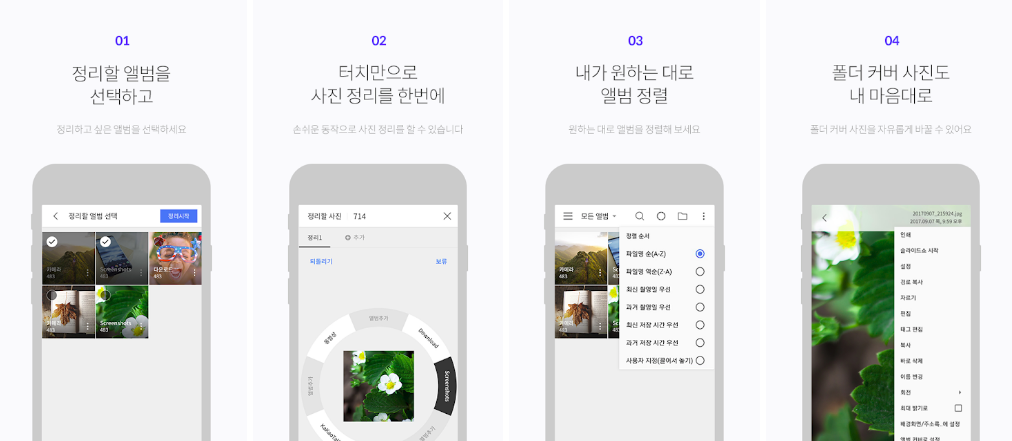 01
정리할 앨범을
선택하고
정리하고 싶은 앨범을 선택하세요
정리할 앨범 선택
정리시작
카메라
483
Screenshots
483
다운로드
483
카메라
483
Screenshots
483
02
터치만으로
사진 정리를 한번에
손쉬운 동작으로 사진 정리를 할 수 있습니다
정리할 사진 714
정리1
추가
되돌리기
보류
앨범추가
동영상
Download
앨범추가
Screenshots
KakaoTalk
앨범추가
03
내가 원하는 대로
앨범 정렬
원하는 대로 앨범을 정렬해 보세요
모든 앨범
카메라
483
카메라
483
정렬 순서
파일명 순(A-Z)
파일명 역순(Z-A)
최신 촬영일 우선
과거 촬영일 우선
최신 저장 시간 우선
과거 저장 시간 우선
사용자 지정(끌어서 놓기)
04
폴더 커버 사진도
내 마음대로
폴더 커버 사진을 자유롭게 바꿀 수 있어요
20170907_215924.jpg
2017.09.07 목, 9:59 오후
인쇄
슬라이드쇼 시작
설정
경로 복사
자르기
편집
태그 편집
복사
바로 삭제
이름 변경
회전
최대 밝기로
배경화면/주소록..에 설정
앨범 커버로 설정